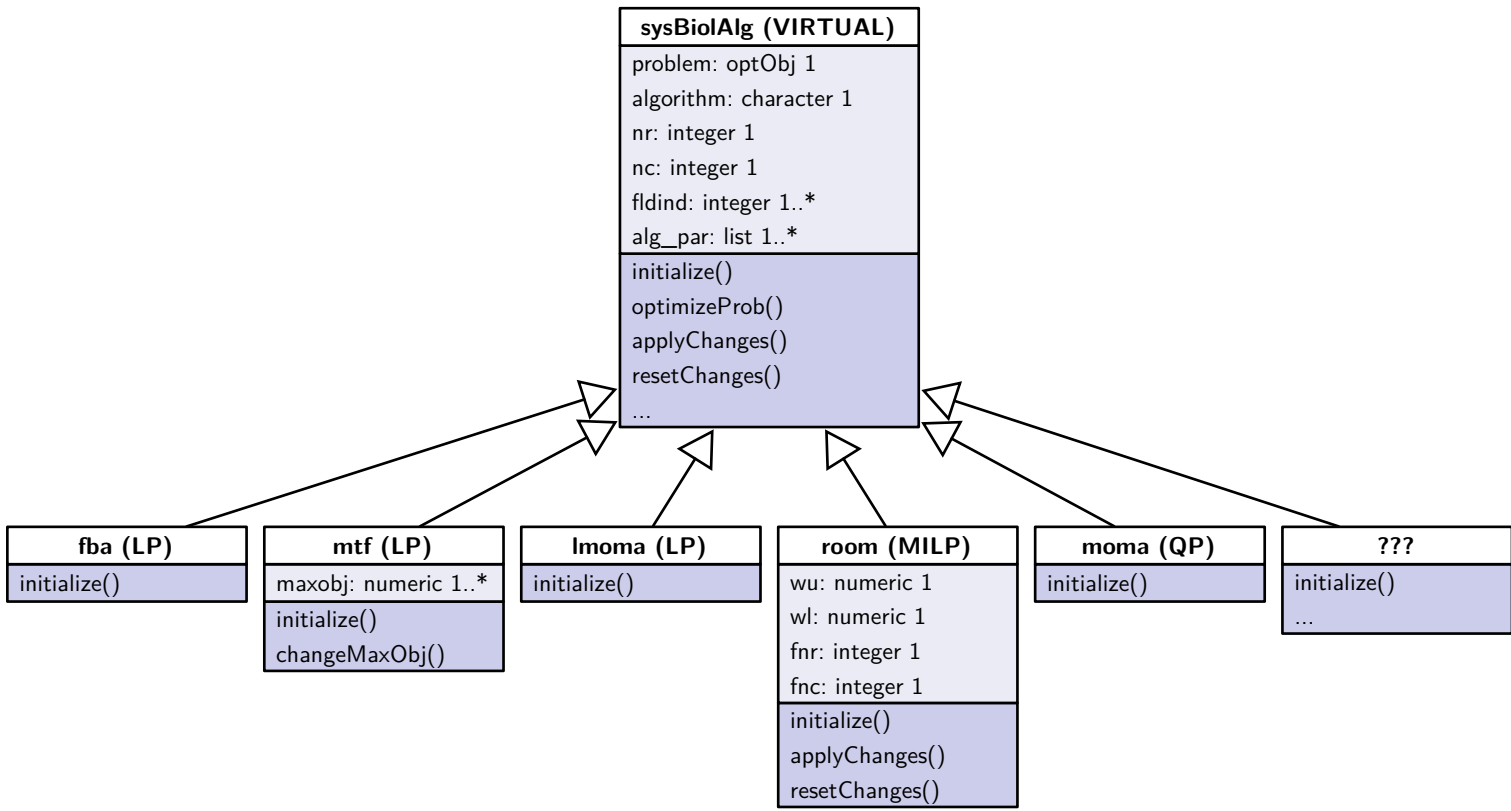 sysBiolAlg (VIRTUAL)
problem: optObj 1
algorithm: character 1
nr: integer 1
nc: integer 1
fldind: integer 1..*
alg_par: list 1..*
initialize()
optimizeProb()
applyChanges()
resetChanges()
...
fba (LP)
initialize()
mtf (LP)
maxobj: numeric 1..*
initialize()
changeMaxObj()
lmoma (LP)
initialize()
room (MILP)
wu: numeric 1
wl: numeric 1
fnr: integer 1
fnc: integer 1
initialize()
applyChanges()
resetChanges()
moma (QP)
initialize()
???
initialize()
...